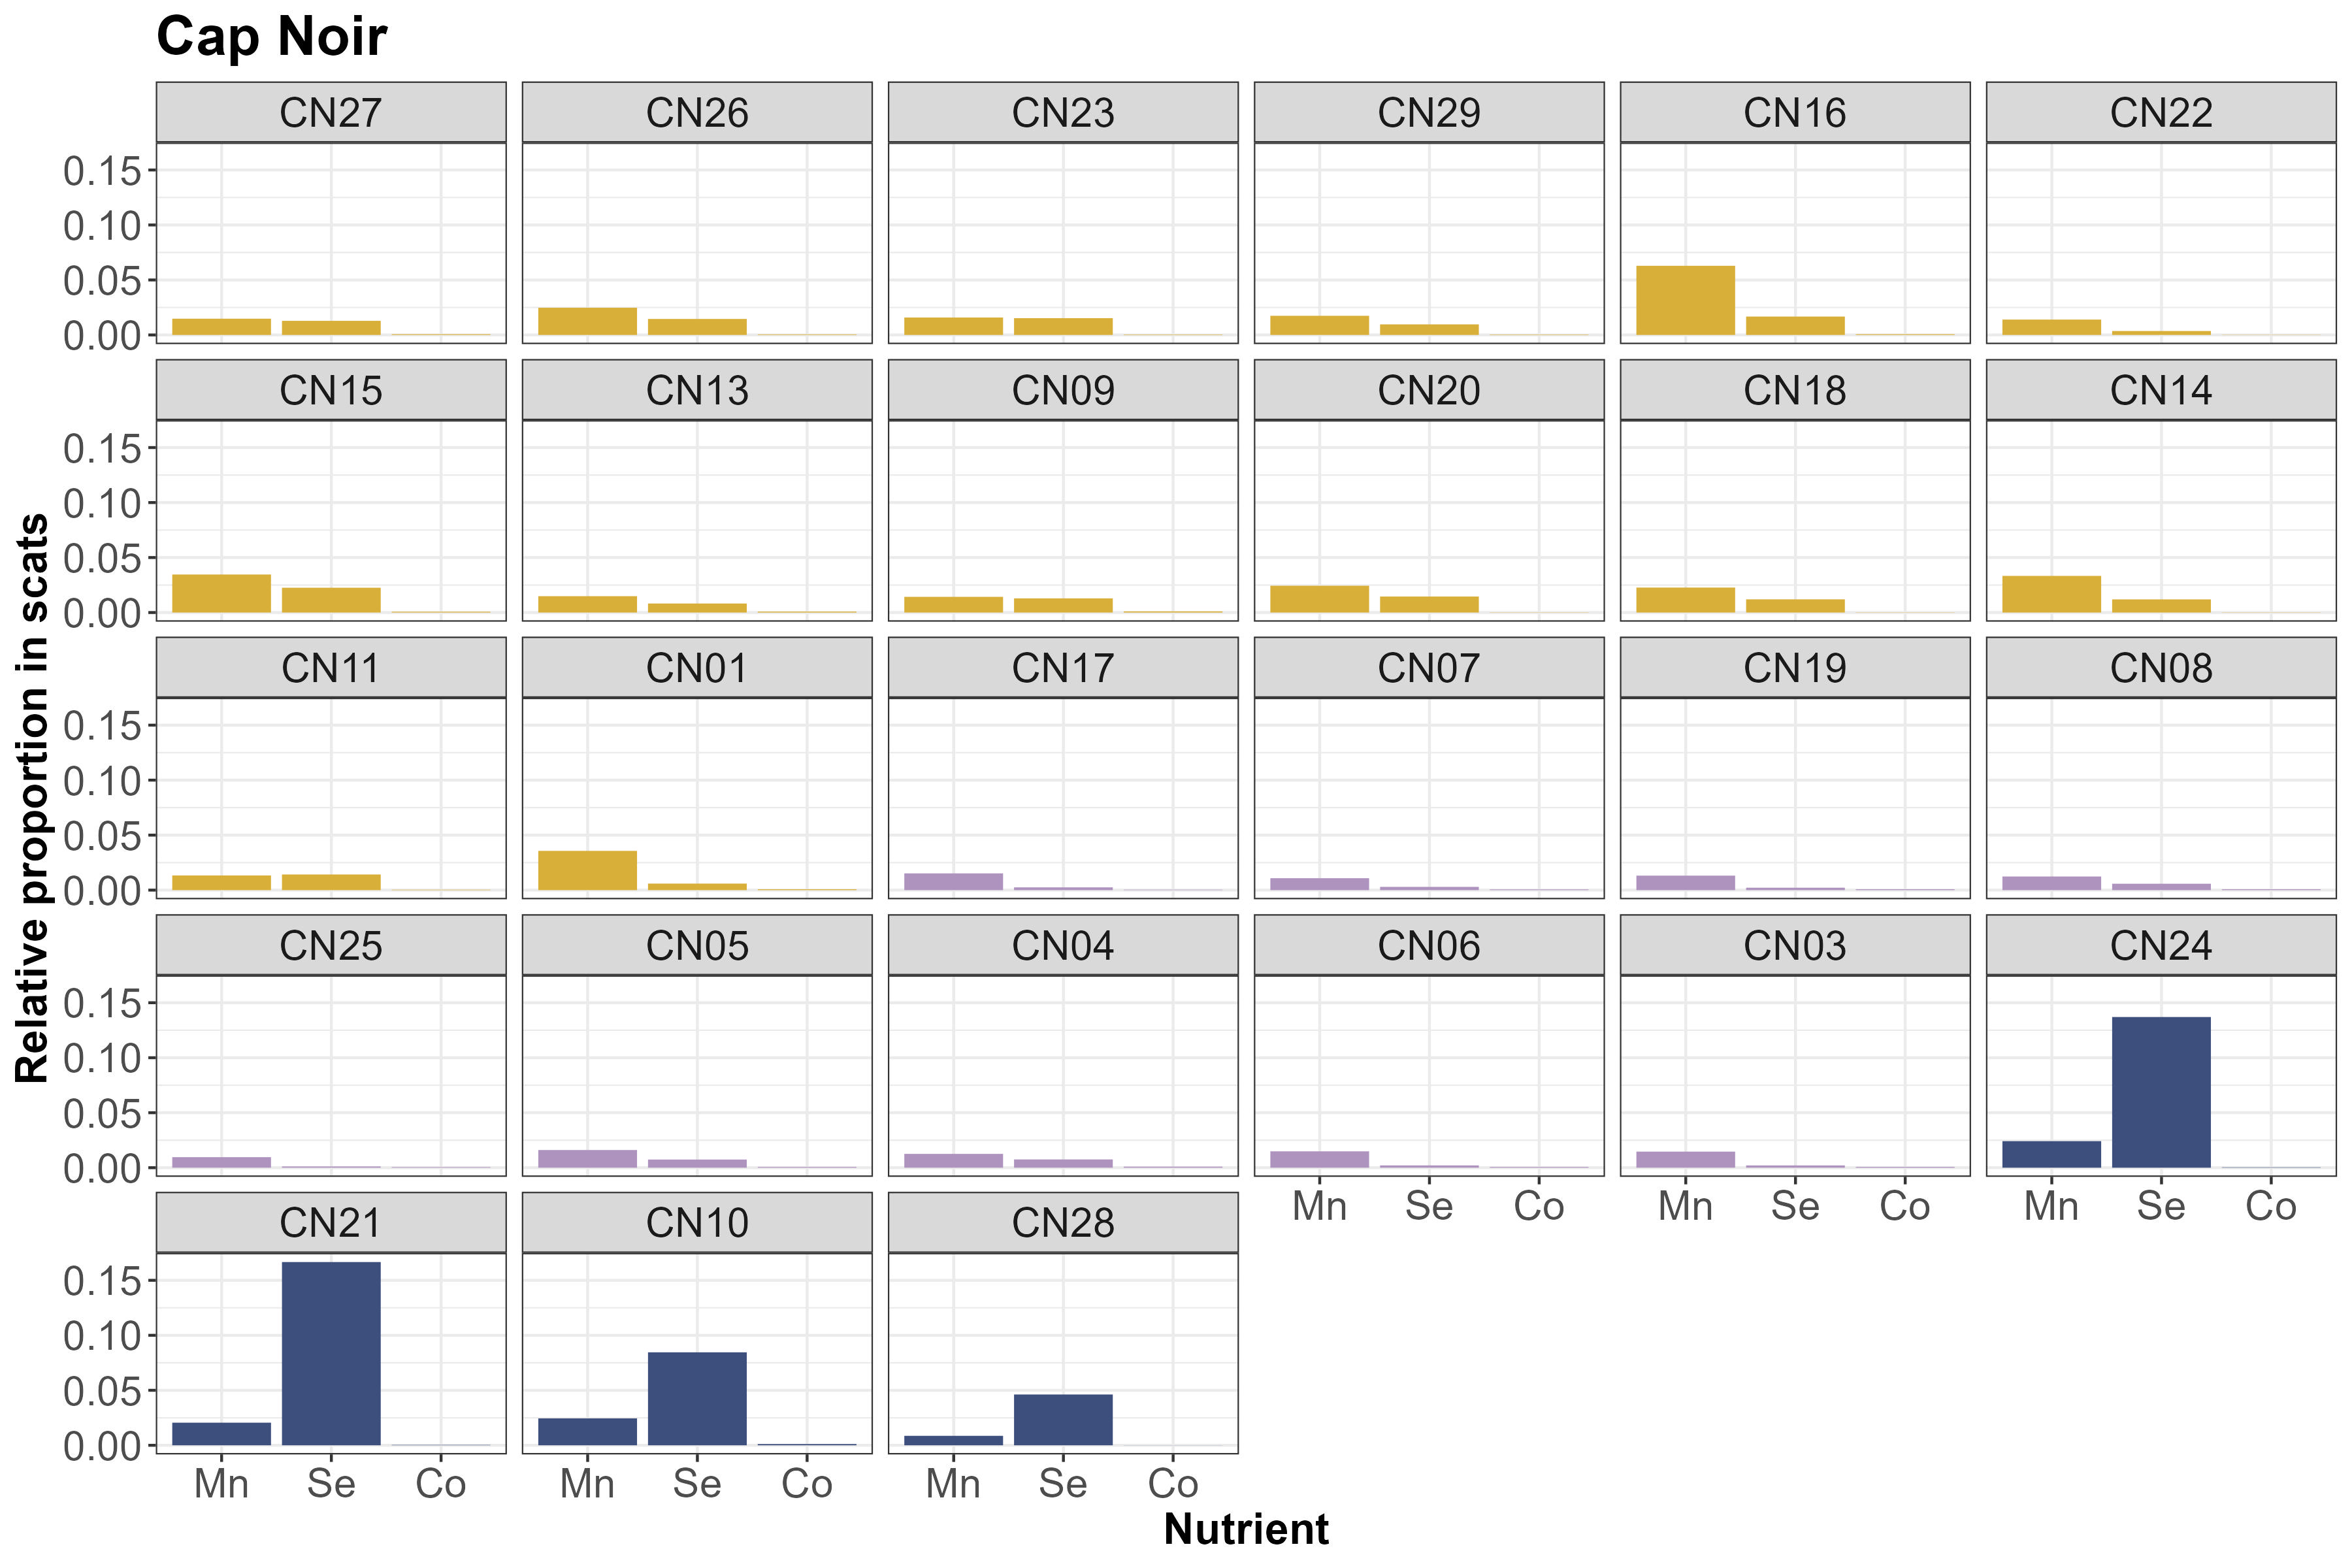 Cap Noir
CN27 CN26 CN23 CN29 CN16 CN22
0.15
0.10
0.05
0.00
CN15 CN13 CN09 CN20 CN18 CN14
0.15
0.10
0.05
0.00
CN11 CN01 CN17 CN07 CN19 CN08
0.15
0.10
0.05
0.00
CN25 CN05 CN04 CN06 CN03 CN24
0.15
0.10
0.05
0.00
Mn Se Co Mn Se Co Mn Se Co
CN21 CN10 CN28
0.15
0.10
0.05
0.00
Mn Se Co Mn Se Co Mn Se Co
Nutrient
Relative proportion in scats